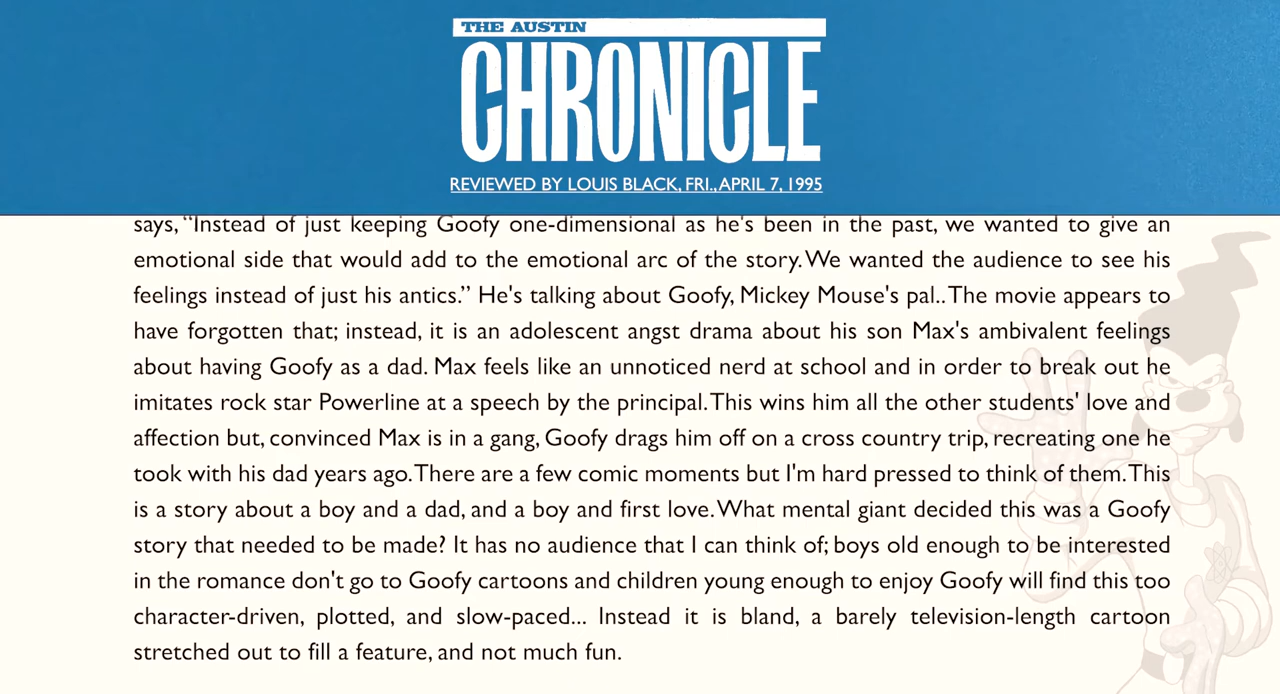 THE AUSTIN
CHRONICLE
REVIEWED BY LOUIS BLACK, FRI., APRIL 7, 1995
says, “Instead of just keeping Goofy one-dimensional as he's been in the past, we wanted to give an
emotional side that would add to the emotional arc of the story. We wanted the audience to see his
feelings instead of just his antics.” He's talking about Goofy, Mickey Mouse's pal.. The movie appears to
have forgotten that; instead, it is an adolescent angst drama about his son Max's ambivalent feelings
about having Goofy as a dad. Max feels like an unnoticed nerd at school and in order to break out he
imitates rock star Powerline at a speech by the principal. This wins him all the other students' love and
affection but, convinced Max is in a gang, Goofy drags him off on a cross country trip, recreating one he
took with his dad years ago. There are a few comic moments but I'm hard pressed to think of them. This
is a story about a boy and a dad, and a boy and first love. What mental giant decided this was a Goofy
story that needed to be made? It has no audience that I can think of; boys old enough to be interested
in the romance don't go to Goofy cartoons and children young enough to enjoy Goofy will find this too
character-driven, plotted, and slow-paced... Instead it is bland, a barely television-length cartoon
stretched out to fill a feature, and not much fun.